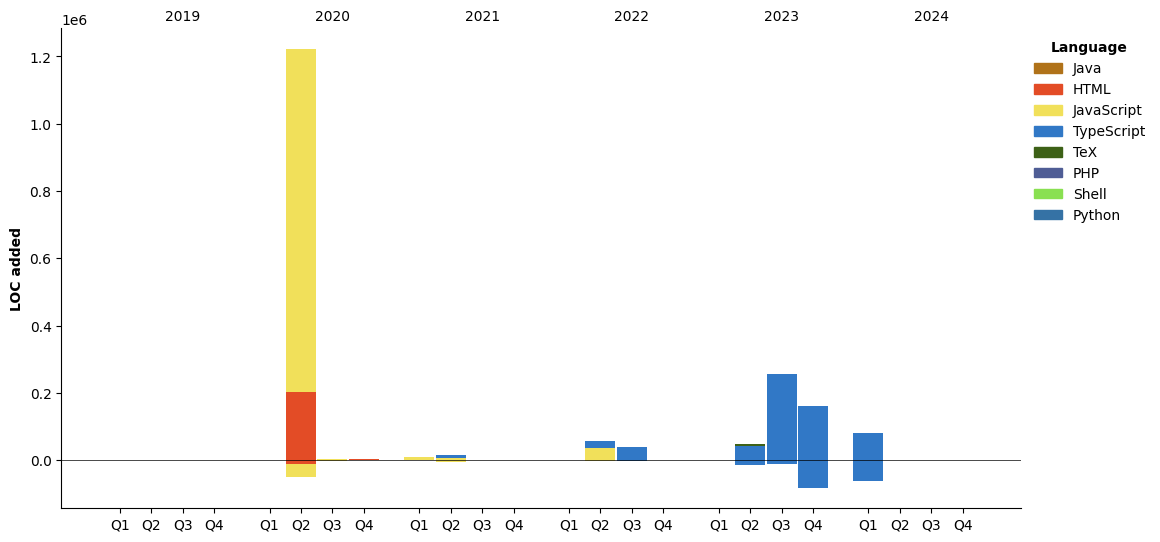 1e6 2019 2020 2021 2022 2023 2024
Language
Java
HTML
JavaScript
TypeScript
TeX
PHP
Shell
Python
LOC added
1.2
1.0
0.8
0.6
0.4
0.2
0.0
Q1 Q2 Q3 Q4 Q1 Q2 Q3 Q4 Q1 Q2 Q3 Q4 Q1 Q2 Q3 Q4 Q1 Q2 Q3 Q4 Q1 Q2 Q3 Q4